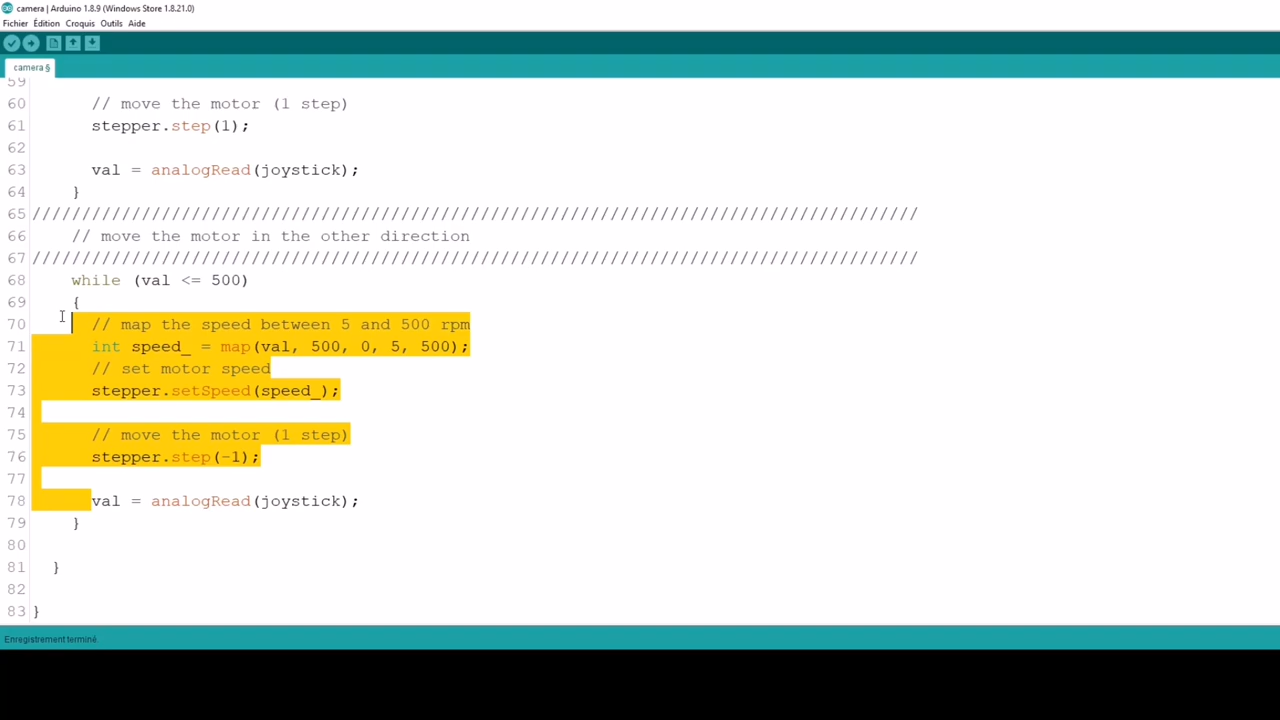 camera | Arduino 1.8.9 (Windows Store 1.8.21.0)
Fichier Édition Croquis Outils Aide
camera §
59
60 // move the motor (1 step)
61 stepper.step(1);
62
63 val = analogRead(joystick);
64 }
65 //////////////////////////////////////////////////////////////////////////////////////////
66 // move the motor in the other direction
67 //////////////////////////////////////////////////////////////////////////////////////////
68 while (val <= 500)
69 {
70 // map the speed between 5 and 500 rpm
71 int speed_ = map(val, 500, 0, 5, 500);
72 // set motor speed
73 stepper.setSpeed(speed_);
74
75 // move the motor (1 step)
76 stepper.step(-1);
77
78 val = analogRead(joystick);
79 }
80
81 }
82
83 }
Enregistrement terminé